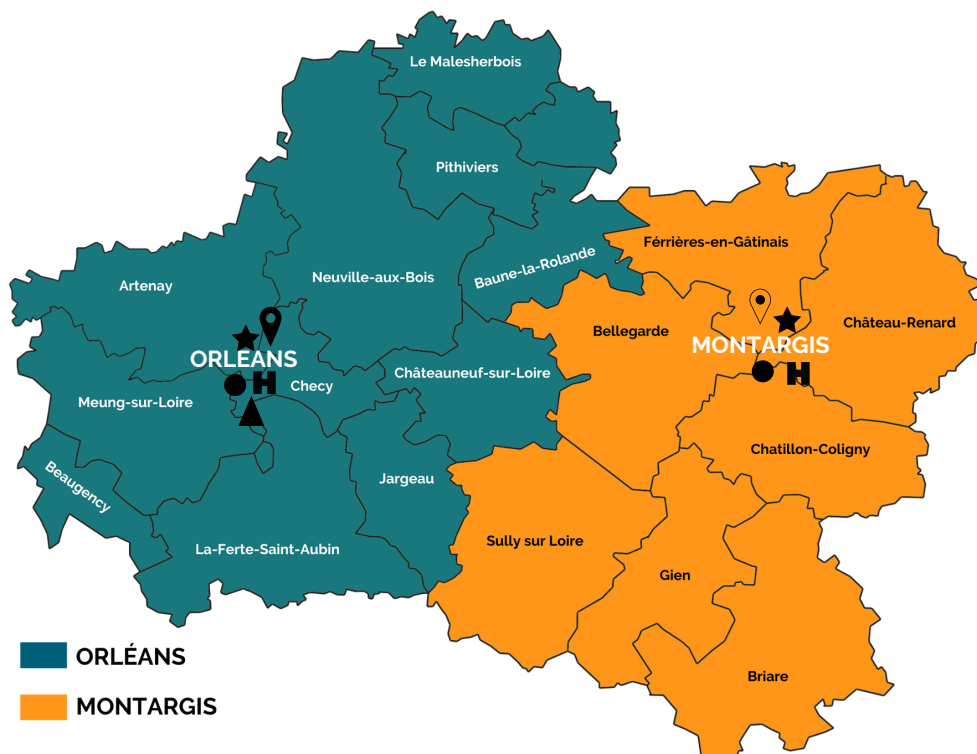 Le Malesherbois
Pithiviers
Férrières-en-Gâtinais
Baune-la-Rolande
Neuville-aux-Bois
Artenay
Château-Renard
Bellegarde
MONTARGIS
ORLÉANS
Châteauneuf-sur-Loire
H
H
Checy
Meung-sur-Loire
Chatillon-Coligny
Jargeau
Beaugency
Sully sur Loire
La-Ferte-Saint-Aubin
Gien
Briare
ORLÉANS
MONTARGIS